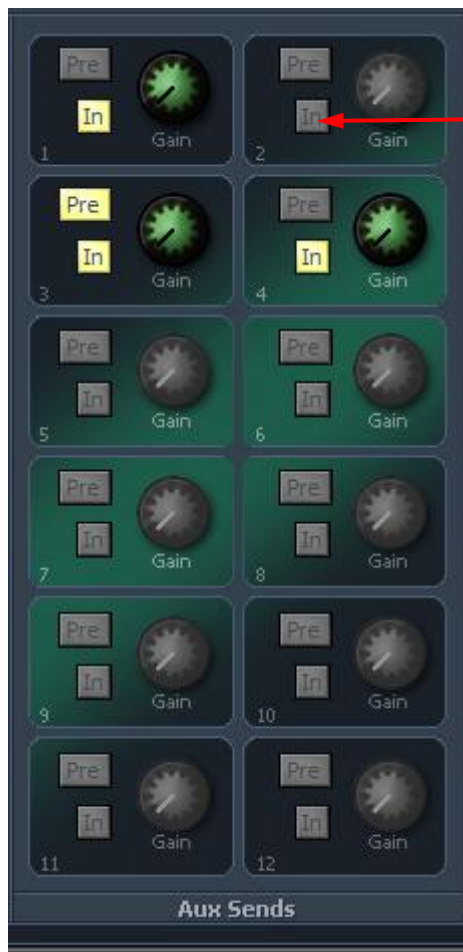 Pre Pre
In In
Gain Gain
1 2
Pre Pre
In In
Gain Gain
3 4
Pre Pre
In In
Gain Gain
5 6
Pre Pre
In In
Gain Gain
7 8
Pre Pre
In In
Gain Gain
9 10
Pre Pre
In In
Gain Gain
11 12
Aux Sends